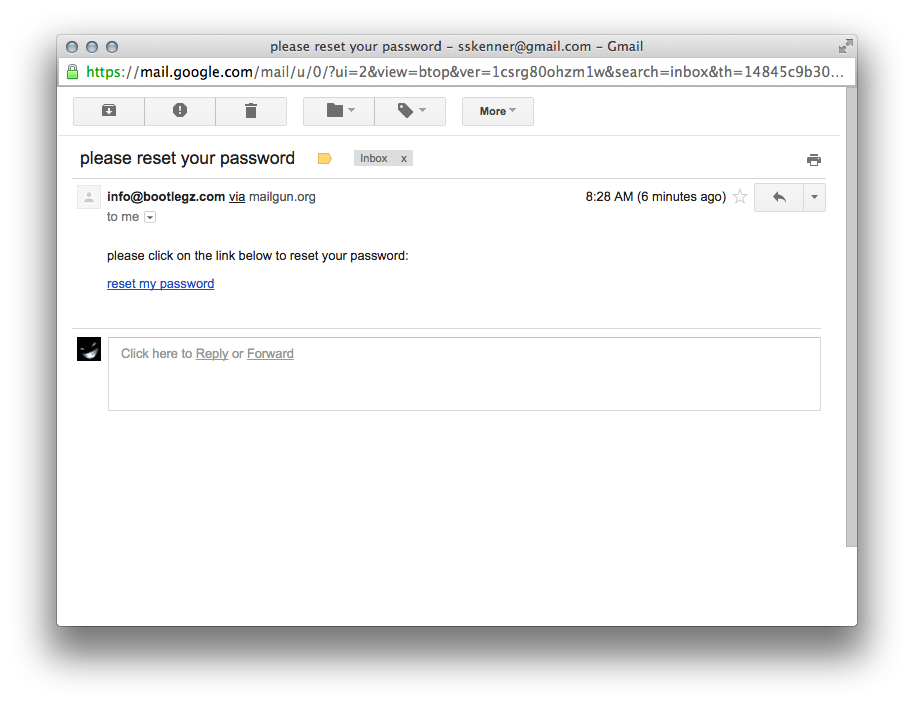 please reset your password – sskenner@gmail.com – Gmail
https://mail.google.com/mail/u/0/?ui=2&view=btop&ver=1csrg80ohzm1w&search=inbox&th=14845c9b30...
More
please reset your password Inbox x
info@bootlegz.com via mailgun.org 8:28 AM (6 minutes ago)
to me
please click on the link below to reset your password:
reset my password
Click here to Reply or Forward